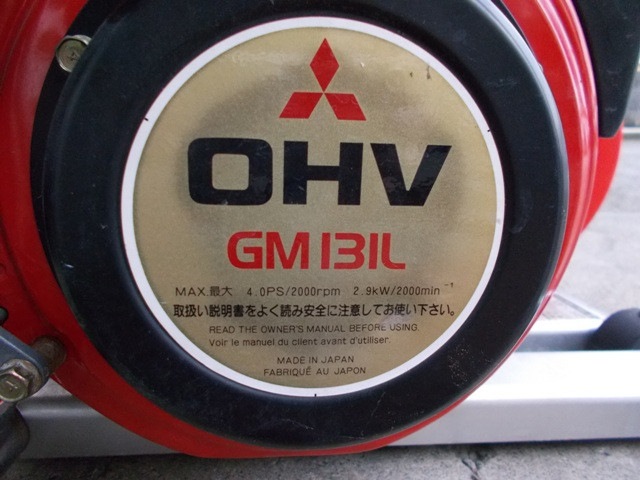 OHV
GM131L
MAX.最大 4.0PS/2000rpm 2.9kW/2000min⁻¹
取扱い説明書をよく読み安全に注意してお使い下さい。
READ THE OWNER'S MANUAL BEFORE USING.
Voir le manuel du client avant d'utiliser.
MADE IN JAPAN
FABRIQUÉ AU JAPON